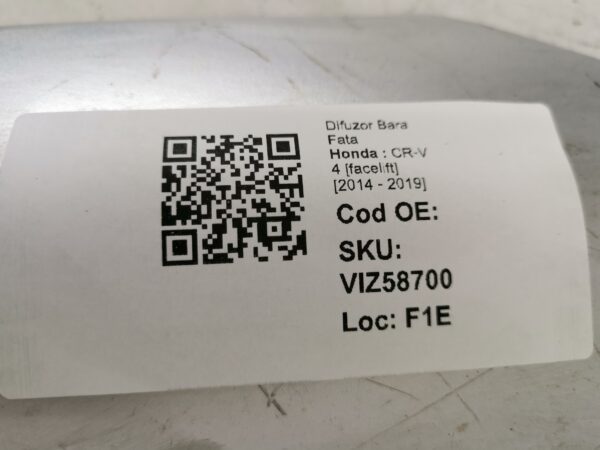 Difuzor Bara
Fata
Honda : CR-V
4 [facelift]
[2014 - 2019]
Cod OE:
SKU:
VIZ58700
Loc: F1E